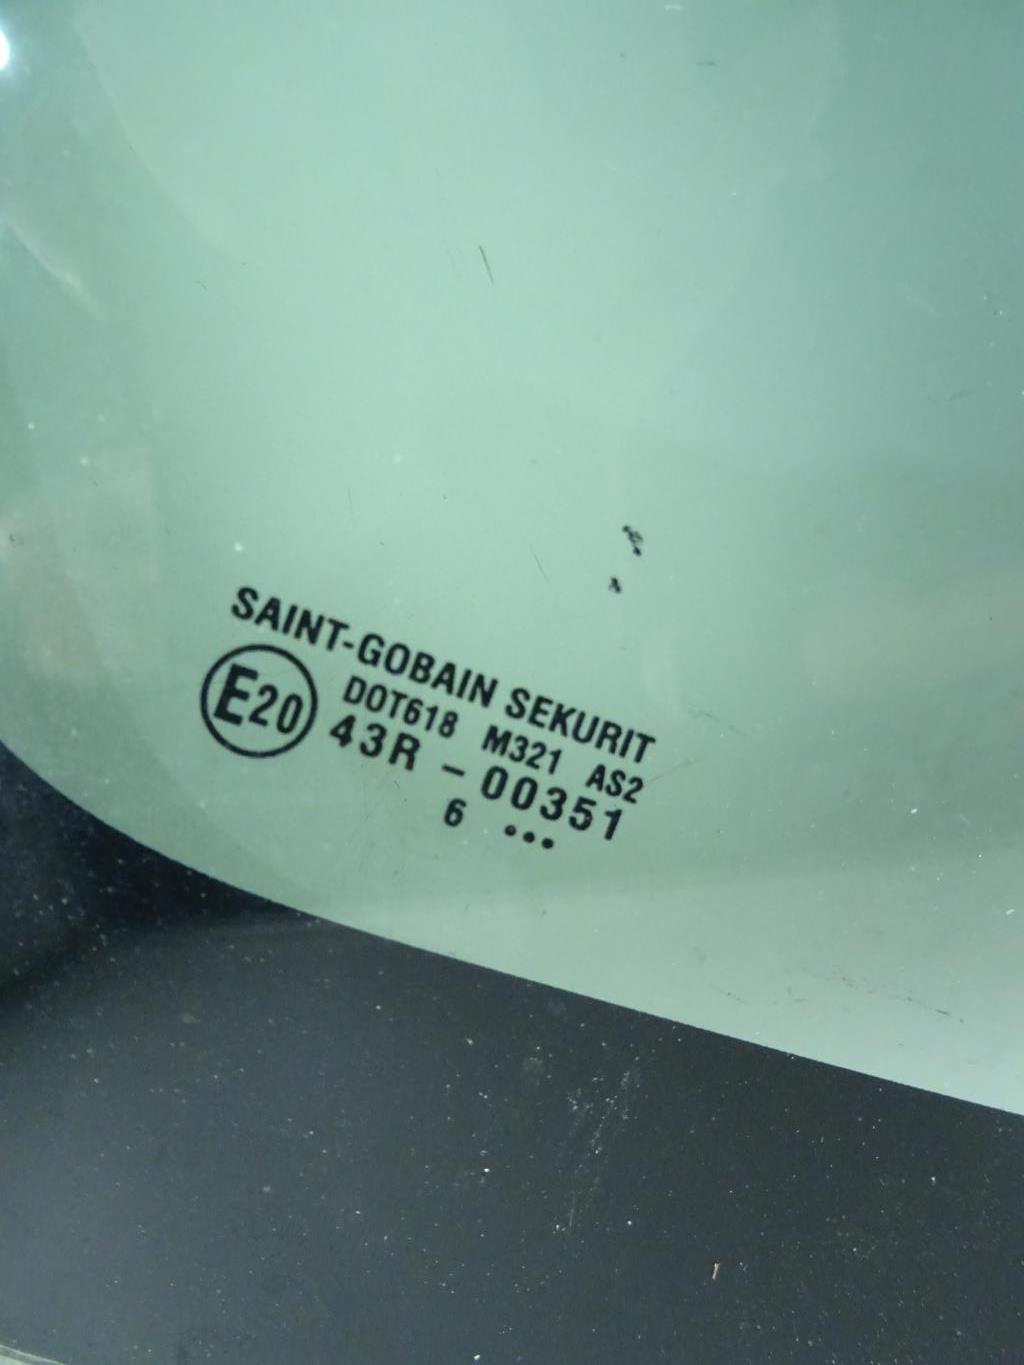 SAINT-GOBAIN SEKURIT
E20
DOT618 M321 AS2
43R - 00351
6 •••